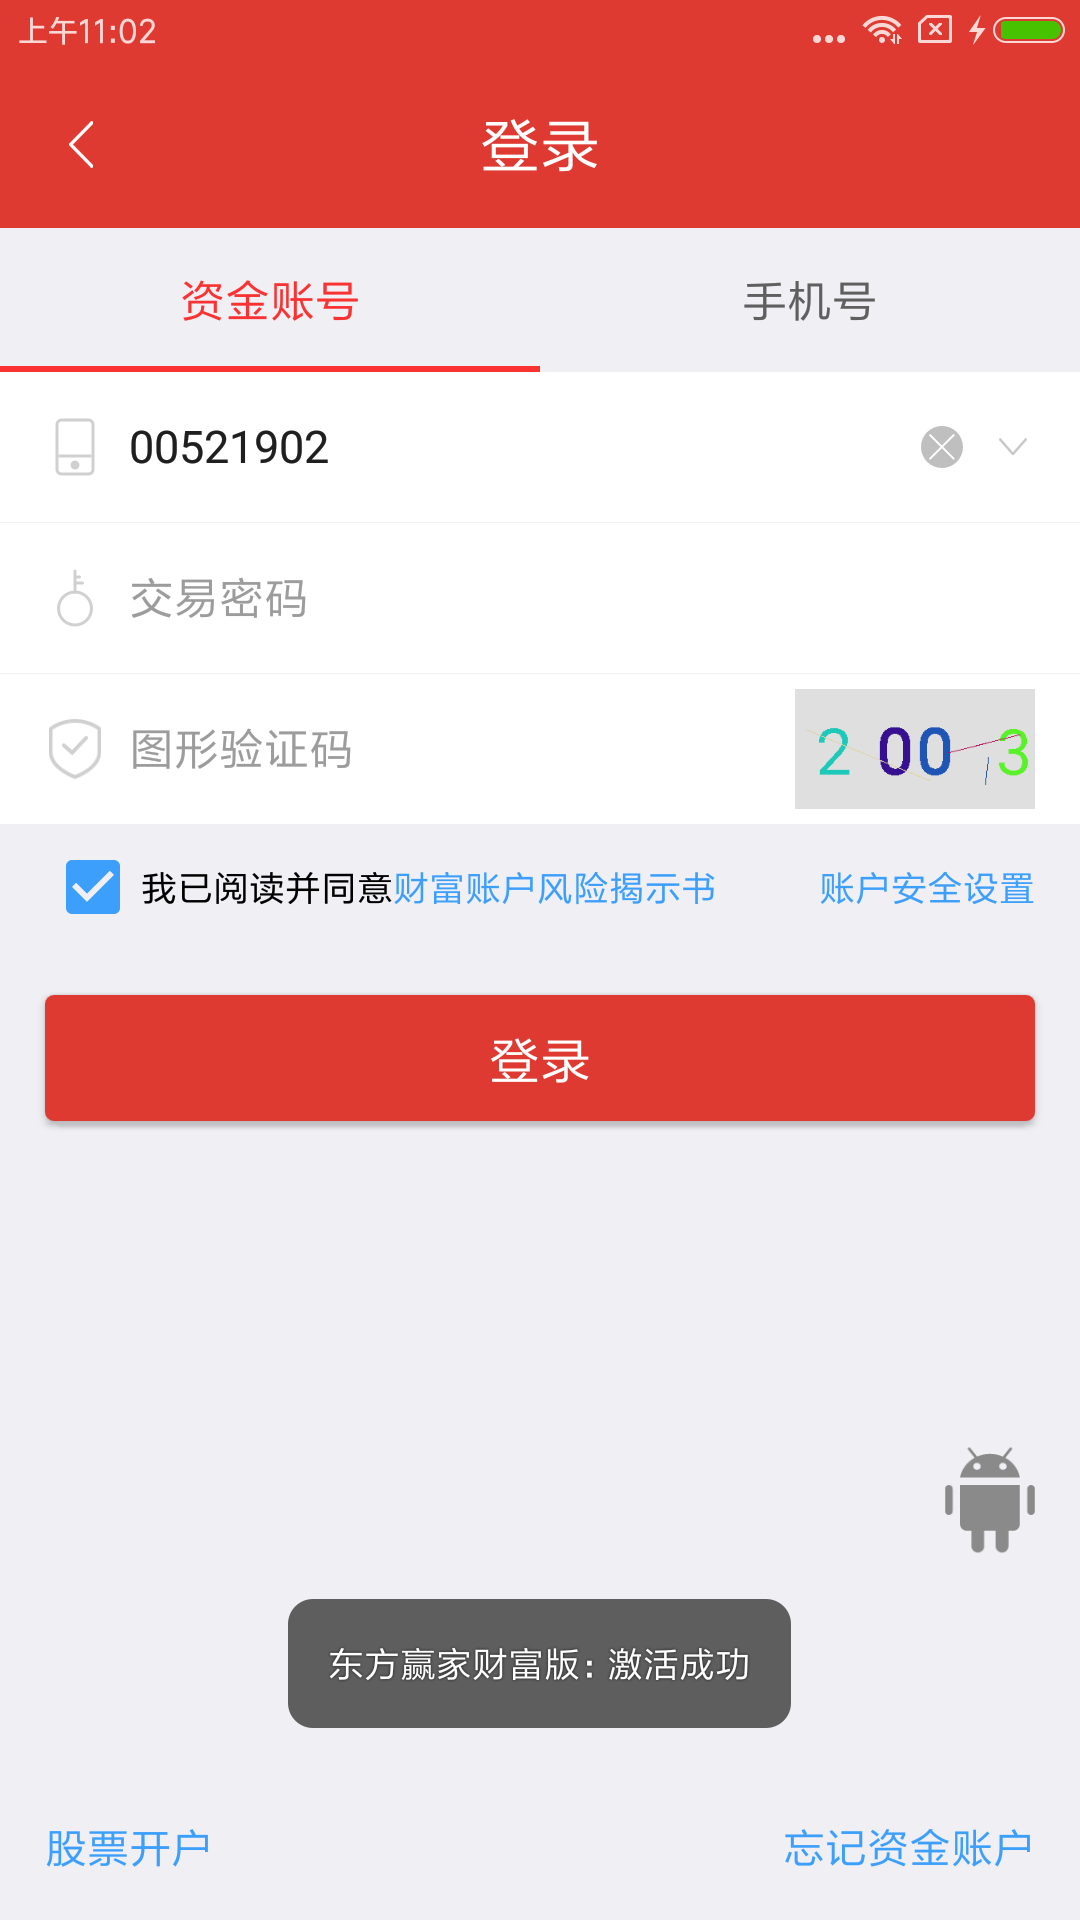 上午11:02
登录
资金账号
手机号
00521902
交易密码
图形验证码
2 00 3
我已阅读并同意财富账户风险揭示书
账户安全设置
登录
东方赢家财富版：激活成功
股票开户
忘记资金账户